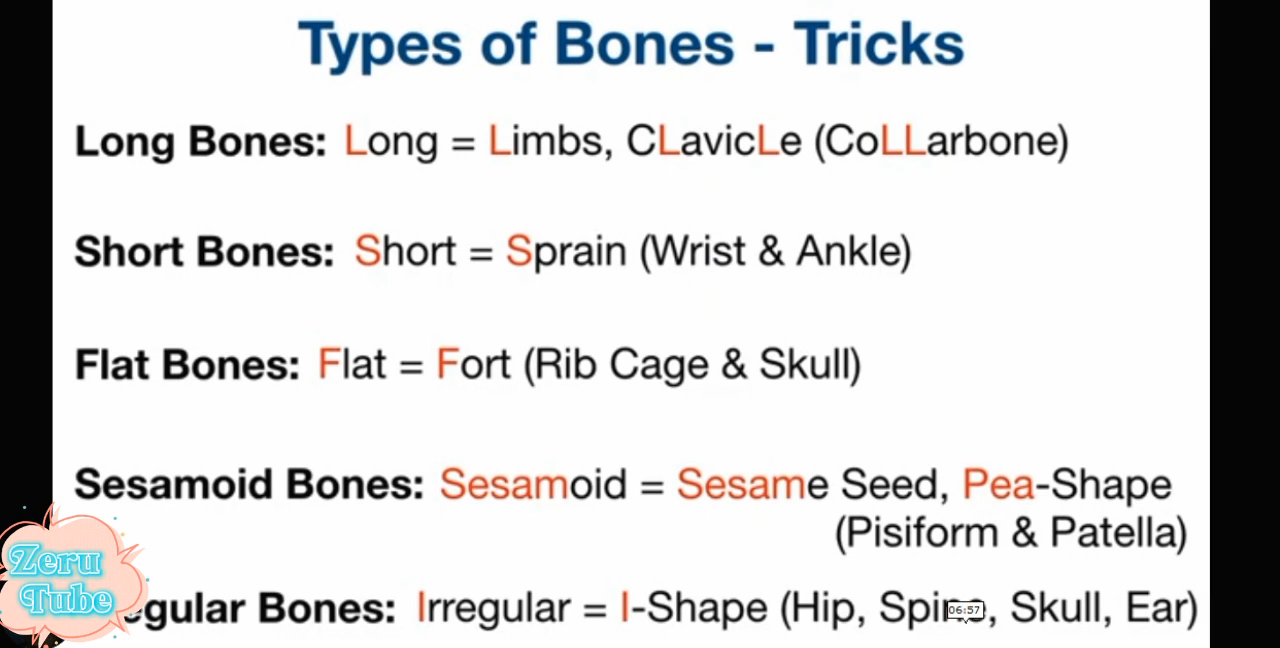 Types of Bones - Tricks
Long Bones: Long = Limbs, CLavicLe (CoLLarbone)
Short Bones: Short = Sprain (Wrist & Ankle)
Flat Bones: Flat = Fort (Rib Cage & Skull)
Sesamoid Bones: Sesamoid = Sesame Seed, Pea-Shape
(Pisiform & Patella)
Bones: Irregular = I-Shape (Hip, Skull, Ear)
06:57
Zeru
Tube